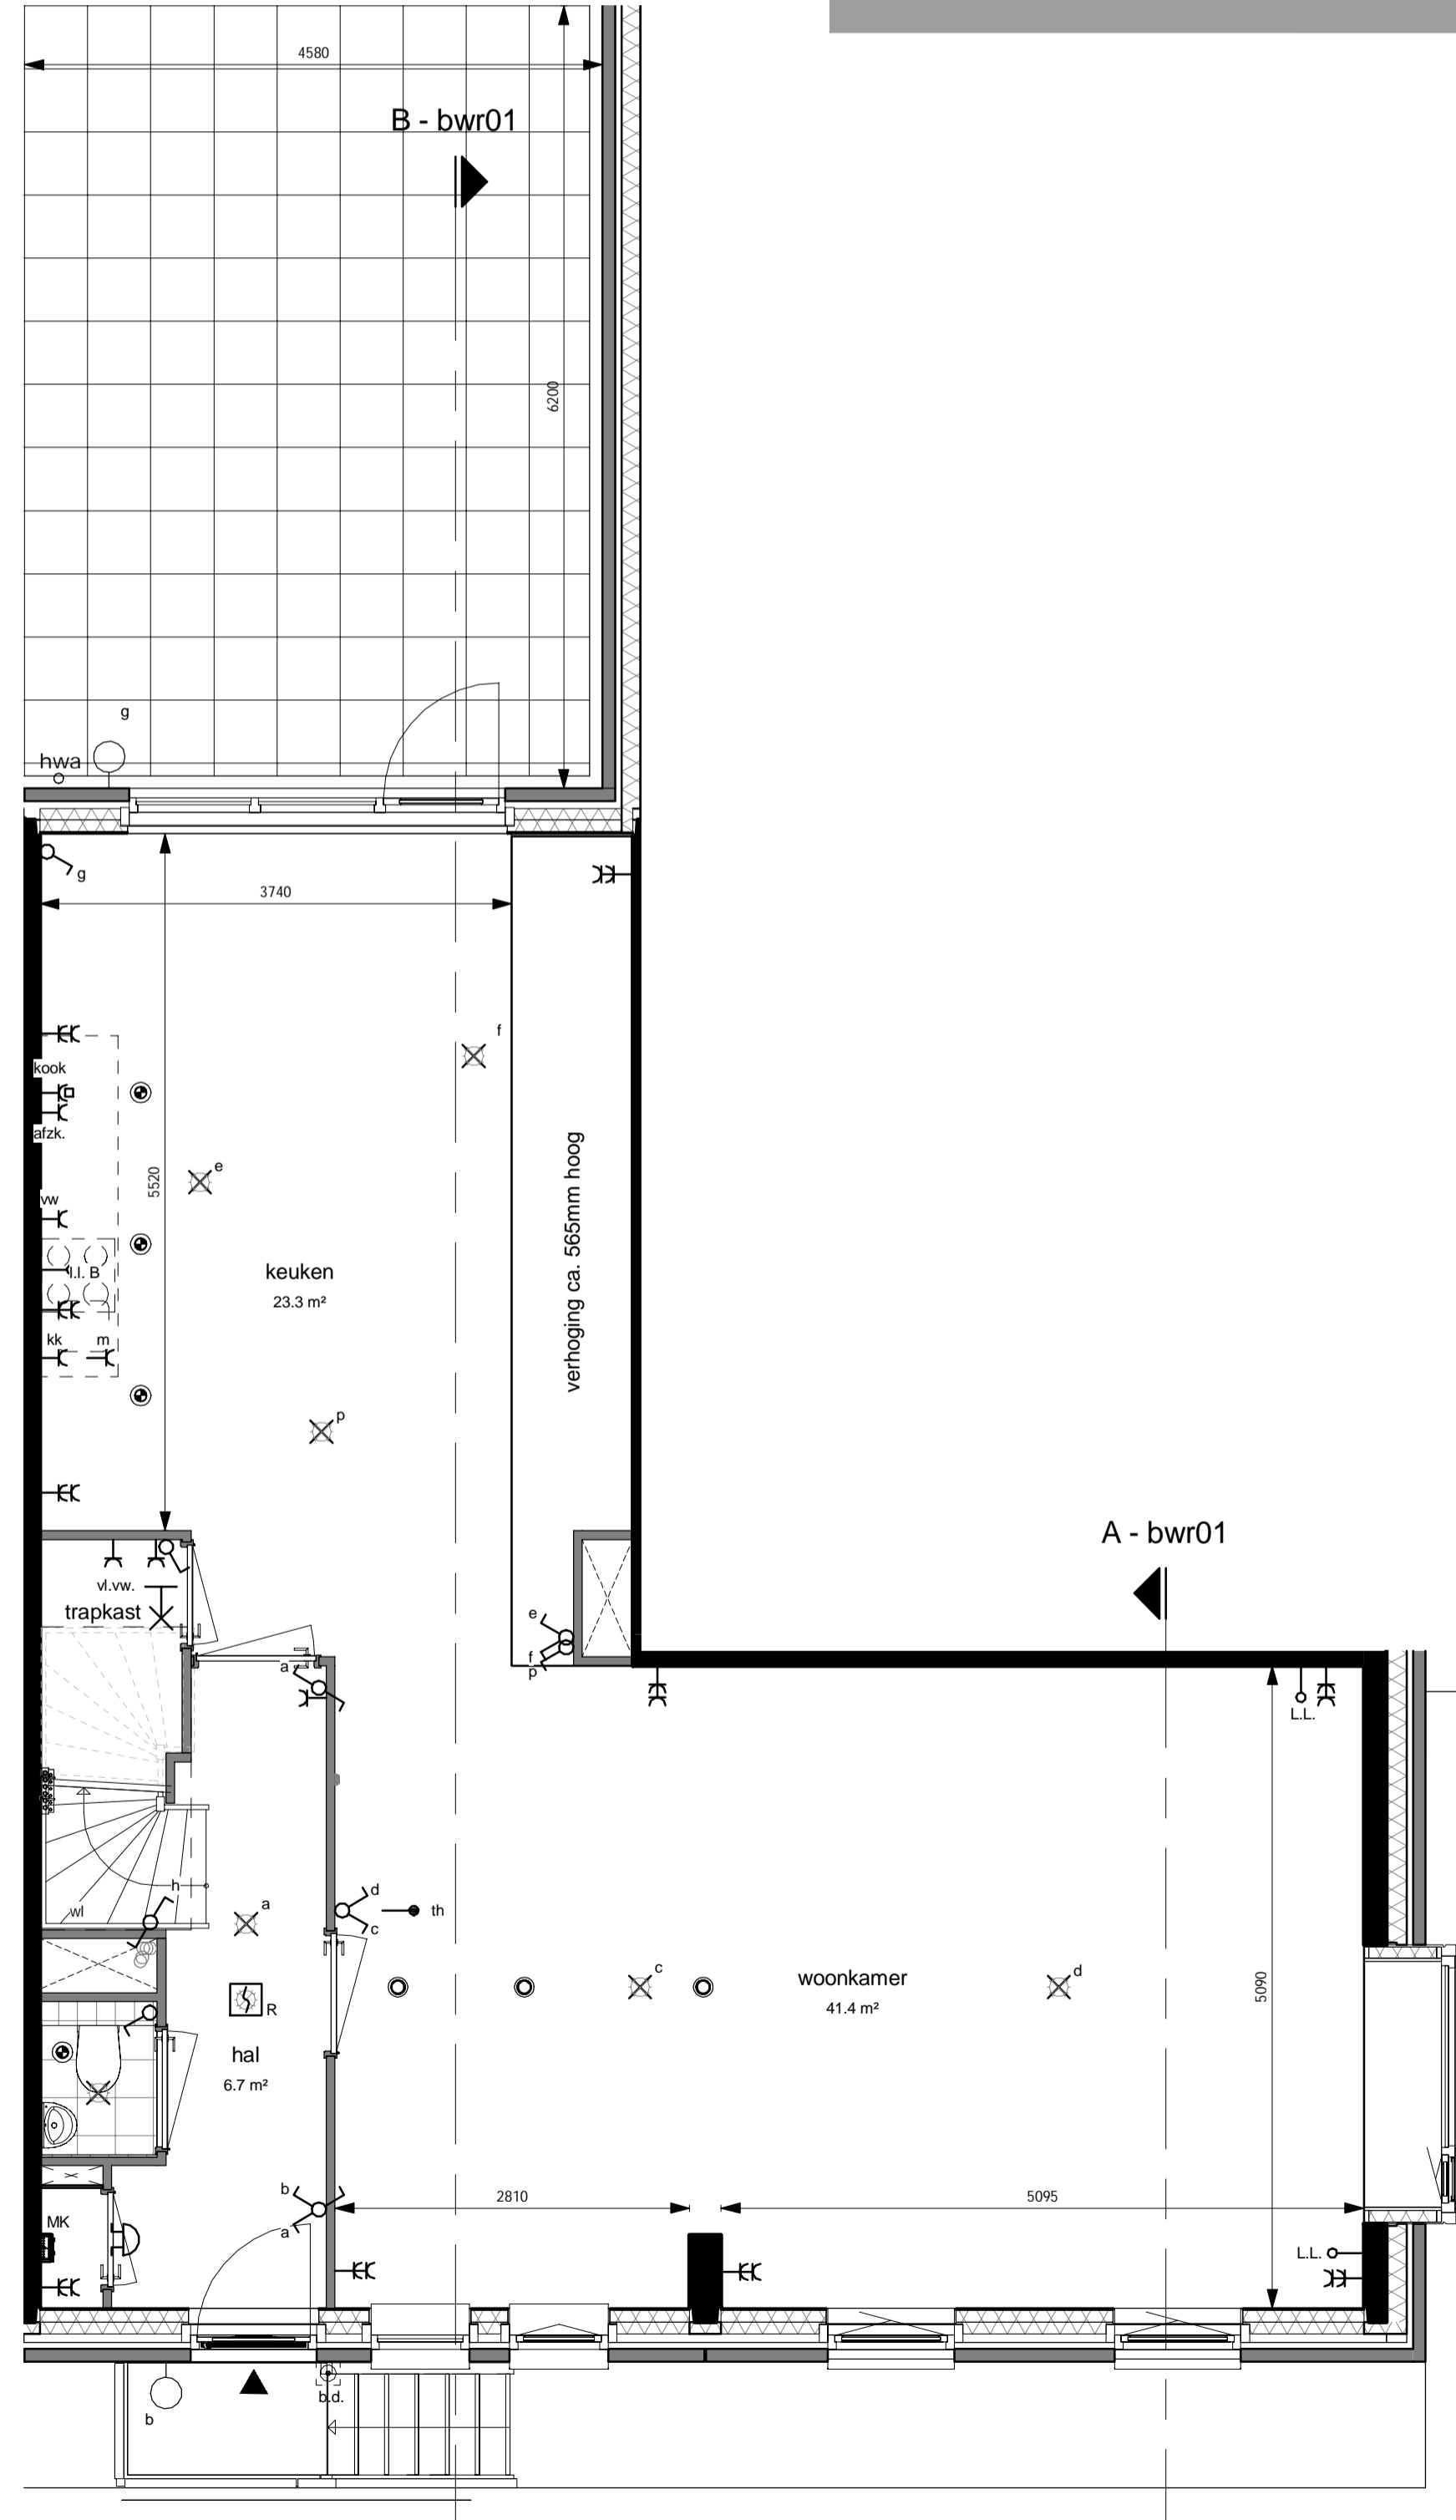 4580
B - bwr01
6200
g
hwa
g
3740
f
kook
afzk.
e
5520
vw
verhoging ca. 565mm hoog
l.l. B
keuken
23.3 m²
kk
m
p
A - bwr01
vl.vw.
trapkast
e
f
p
a
L.L.
h
wl
a
d
c
th
c
woonkamer
41.4 m²
d
5090
R
hal
6.7 m²
b
a
2810
5095
MK
L.L.
b.d.
b